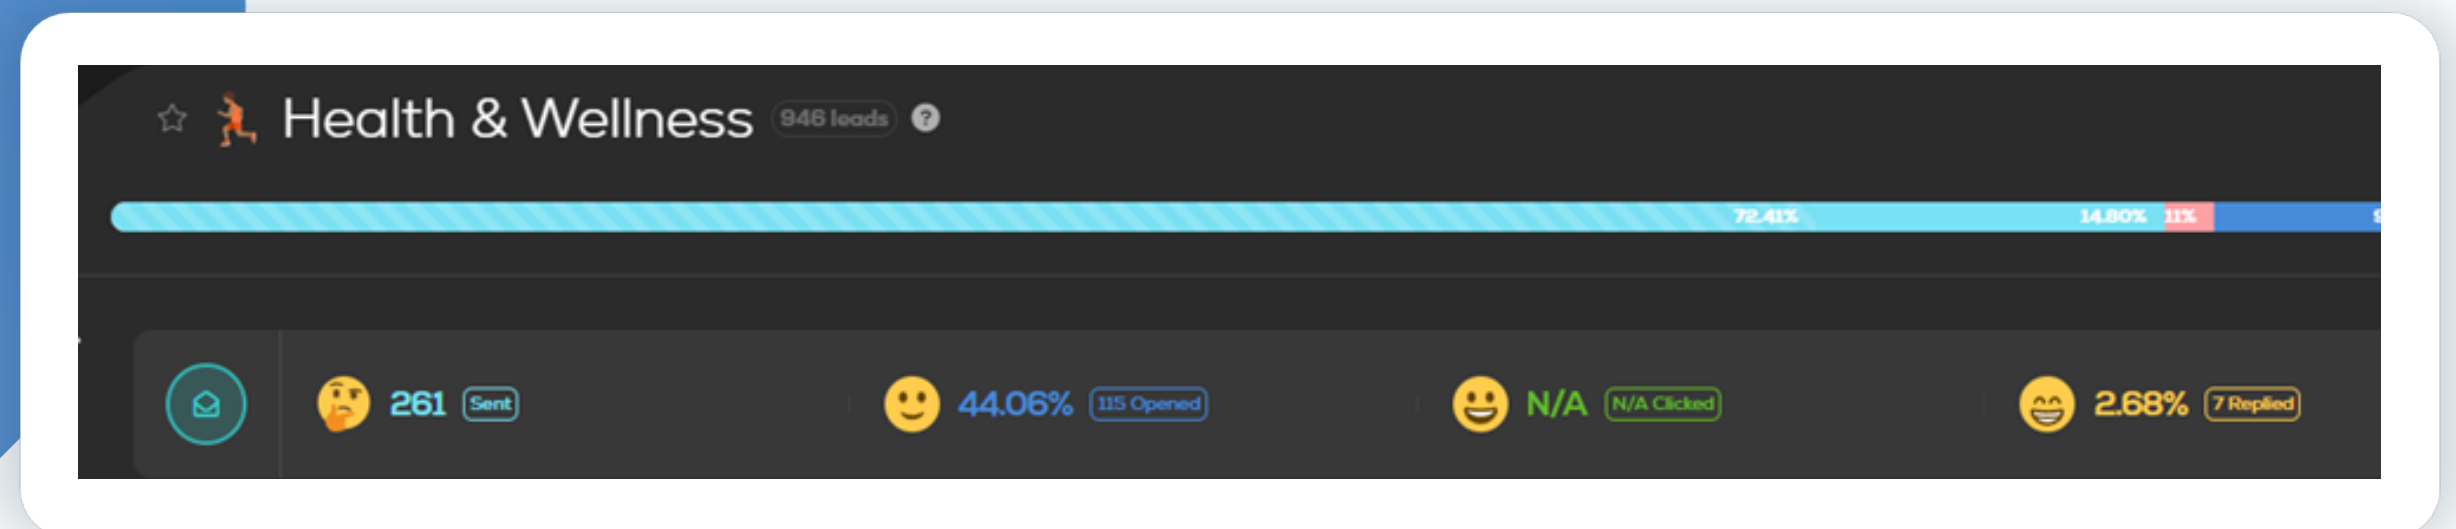 Health & Wellness 946 leads ?
72.41% 14.80% 11%
261 Sent 44.06% 115 Opened N/A N/A Clicked 2.68% 7 Replied